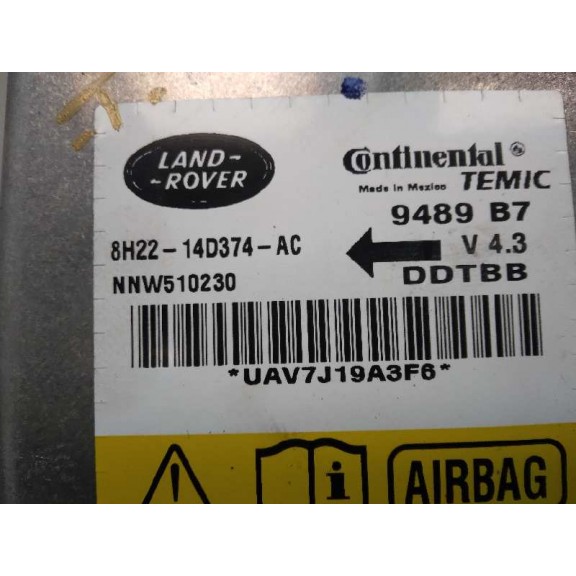 LAND-
-ROVER
Continental
Made in Mexico TEMIC
9489 B7
8H22-14D374-AC
V 4.3
NNW510230
DDTBB
*UAV7J19A3F6*
i
AIRBAG